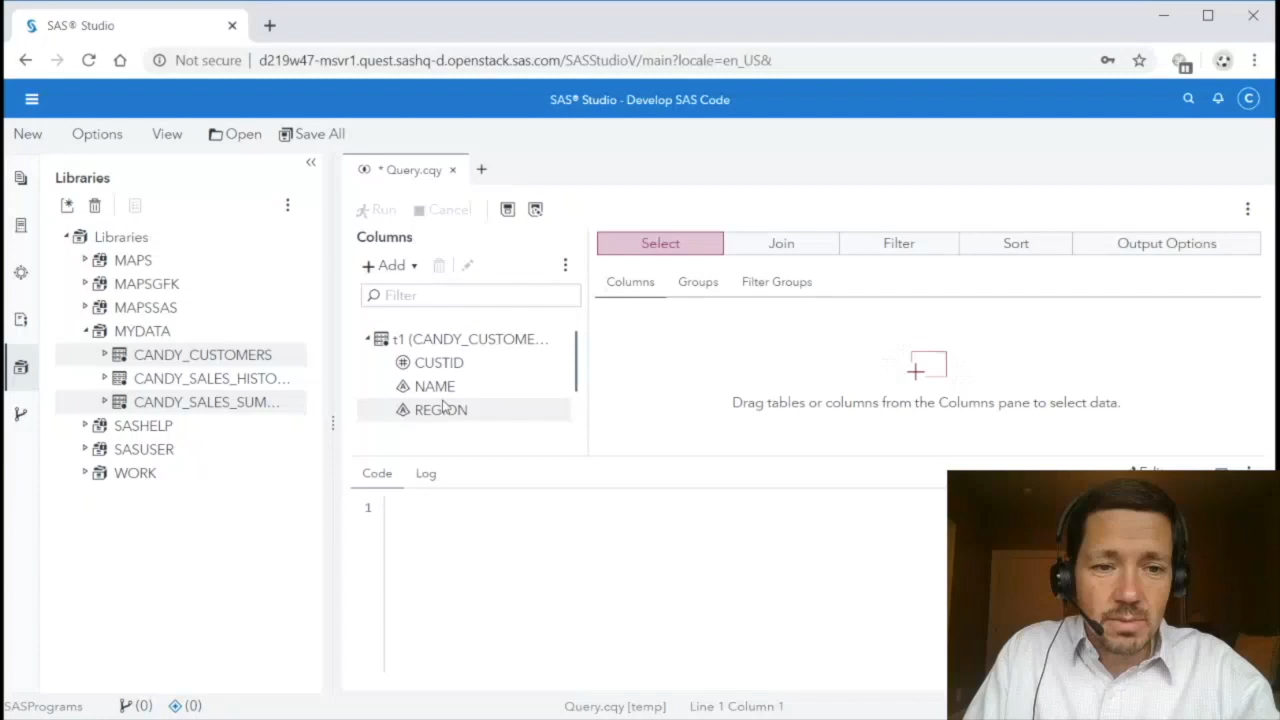 SAS® Studio
Not secure d219w47-msvr1.quest.sashq-d.openstack.sas.com/SASStudioV/main?locale=en_US&
SAS® Studio - Develop SAS Code
C
New Options View Open Save All
Libraries
* Query.cqy
Run Cancel
Libraries
MAPS
MAPSGFK
MAPSSAS
MYDATA
CANDY_CUSTOMERS
CANDY_SALES_HISTO...
CANDY_SALES_SUM...
SASHELP
SASUSER
WORK
Columns
Add
Filter
t1 (CANDY_CUSTOME...
CUSTID
NAME
REGION
Select Join Filter Sort Output Options
Columns Groups Filter Groups
Drag tables or columns from the Columns pane to select data.
Code Log
1
SASPrograms (0) (0) Query.cqy [temp] Line 1 Column 1